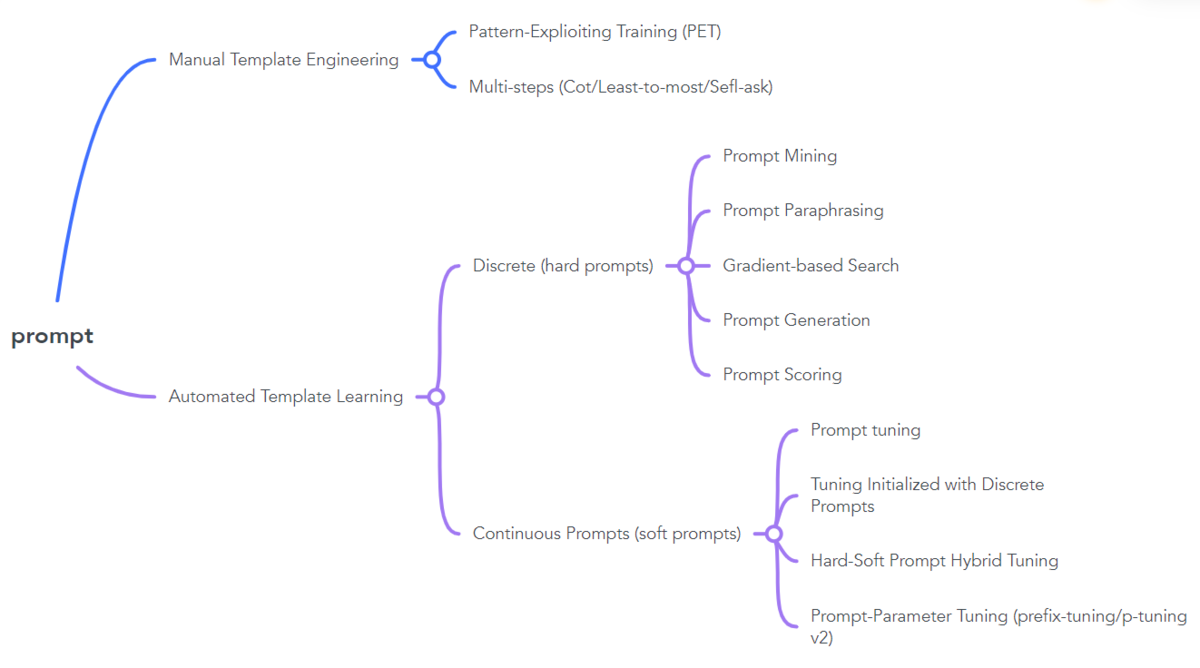 Pattern-Explioiting Training (PET)
Manual Template Engineering
Multi-steps (Cot/Least-to-most/Sefl-ask)
Prompt Mining
Prompt Paraphrasing
Discrete (hard prompts)
Gradient-based Search
Prompt Generation
prompt
Prompt Scoring
Automated Template Learning
Prompt tuning
Tuning Initialized with Discrete
Prompts
Continuous Prompts (soft prompts)
Hard-Soft Prompt Hybrid Tuning
Prompt-Parameter Tuning (prefix-tuning/p-tuning
v2)